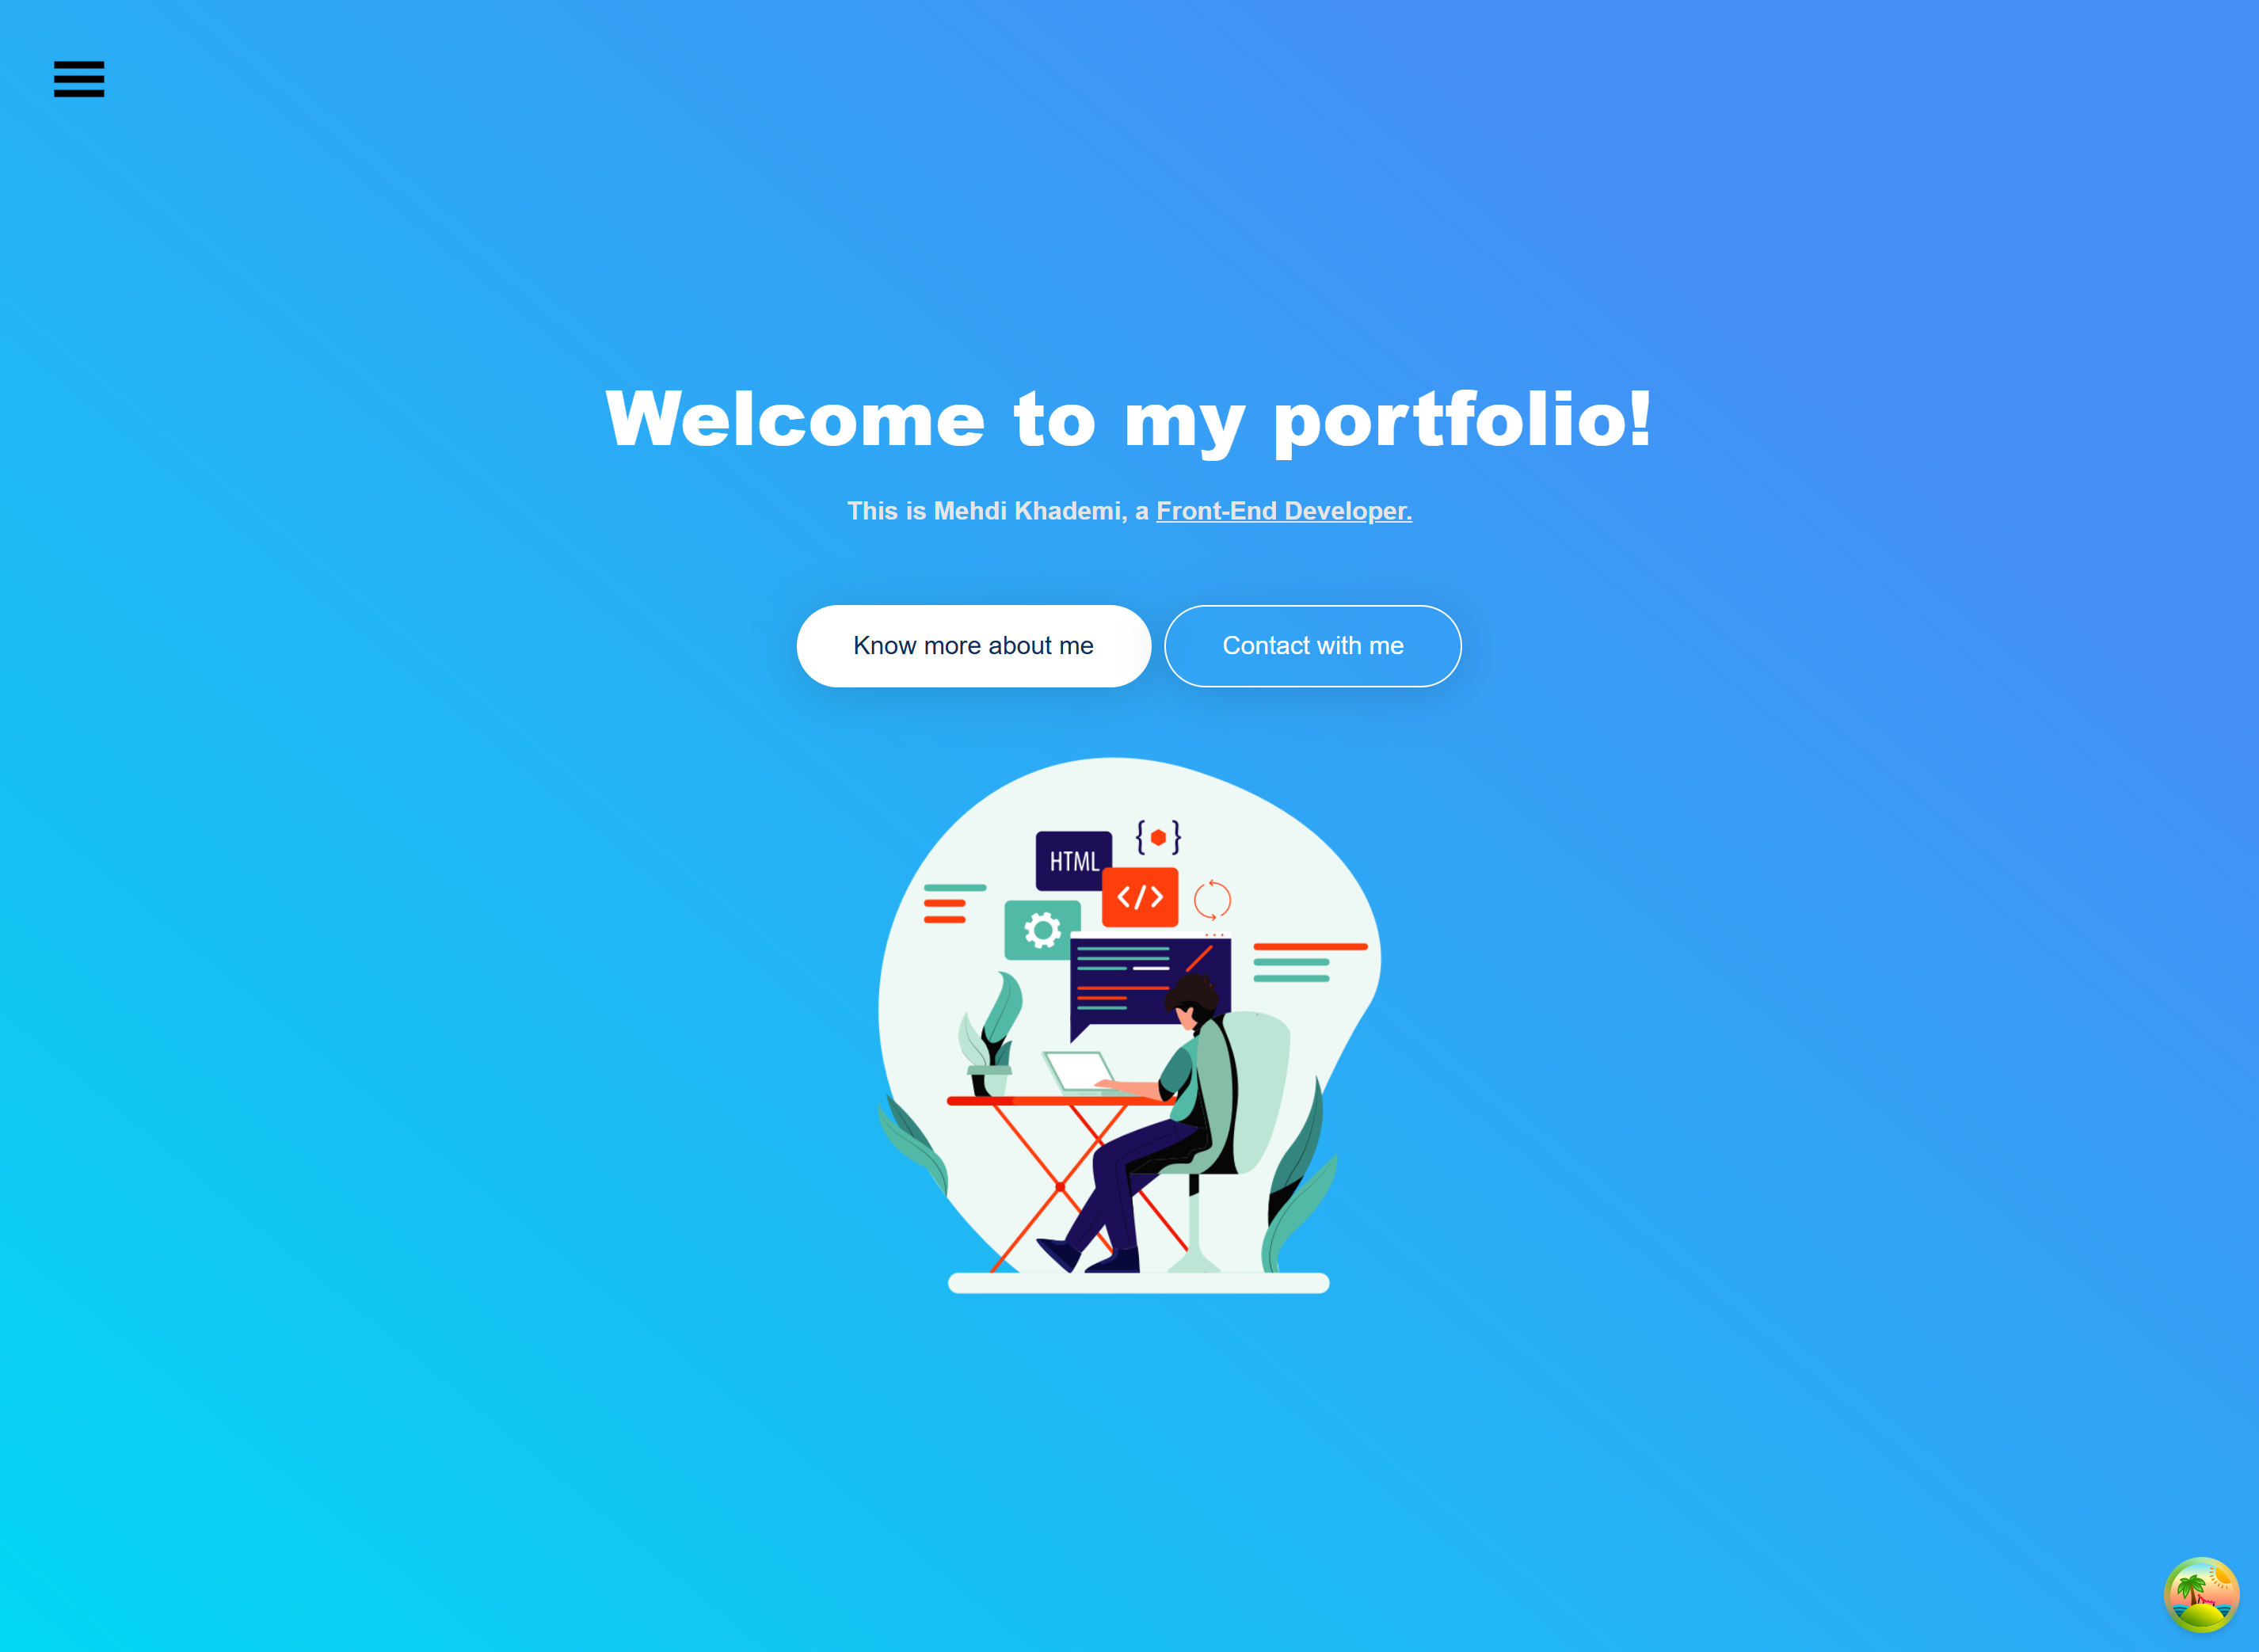 Welcome to my portfolio!
This is Mehdi Khademi, a Front-End Developer.
Know more about me
Contact with me
{ }
HTML
</>